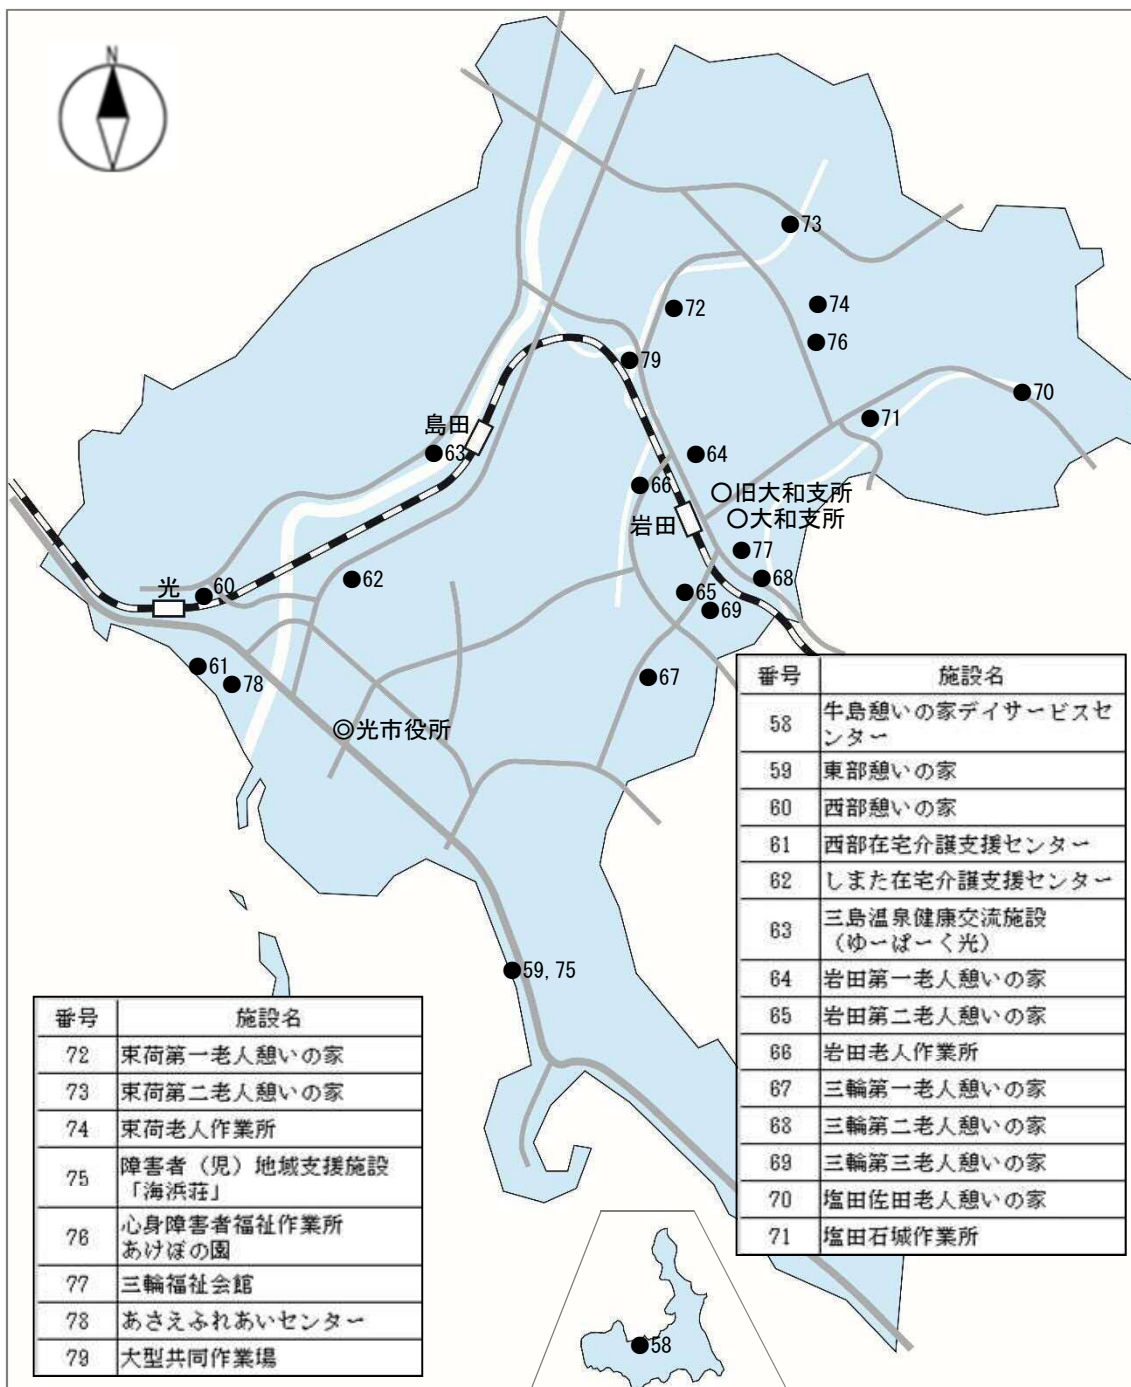 N
73
72
74
76
79
70
71
島田
63
64
66
旧大和支所
大和支所
岩田
77
68
光
60
62
65
69
61
78
67
◎光市役所
59, 75
58
番号 施設名
58 牛島憩いの家デイサービスセ
ンター
59 東部憩いの家
60 西部憩いの家
61 西部在宅介護支援センター
62 しまた在宅介護支援センター
63 三島温泉健康交流施設
（ゆーぱーく光）
64 岩田第一老人憩いの家
65 岩田第二老人憩いの家
66 岩田老人作業所
67 三輪第一老人憩いの家
68 三輪第二老人憩いの家
69 三輪第三老人憩いの家
70 塩田佐田老人憩いの家
71 塩田石城作業所
番号 施設名
72 束荷第一老人憩いの家
73 束荷第二老人憩いの家
74 束荷老人作業所
75 障害者（児）地域支援施設
「海浜荘」
76 心身障害者福祉作業所
あけぼの園
77 三輪福祉会館
78 あさえふれあいセンター
79 大型共同作業場